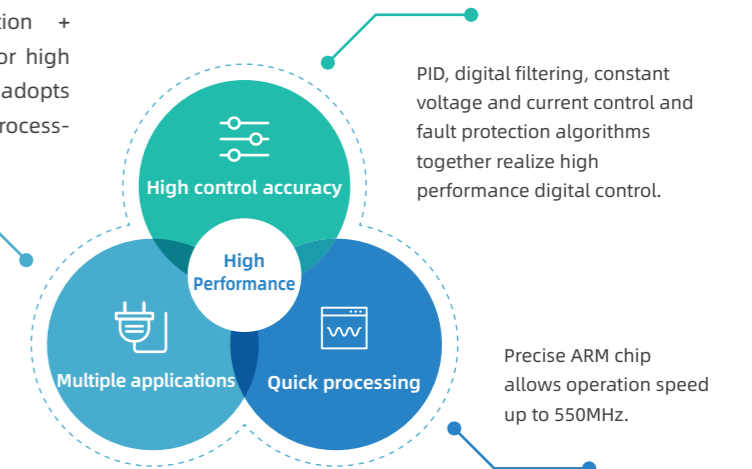 +
or high
adopts
PID, digital filtering, constant
voltage and current control and
fault protection algorithms
together realize high
performance digital control.
High control accuracy
High
Performance
Multiple applications
Quick processing
Precise ARM chip
allows operation speed
up to 550MHz.